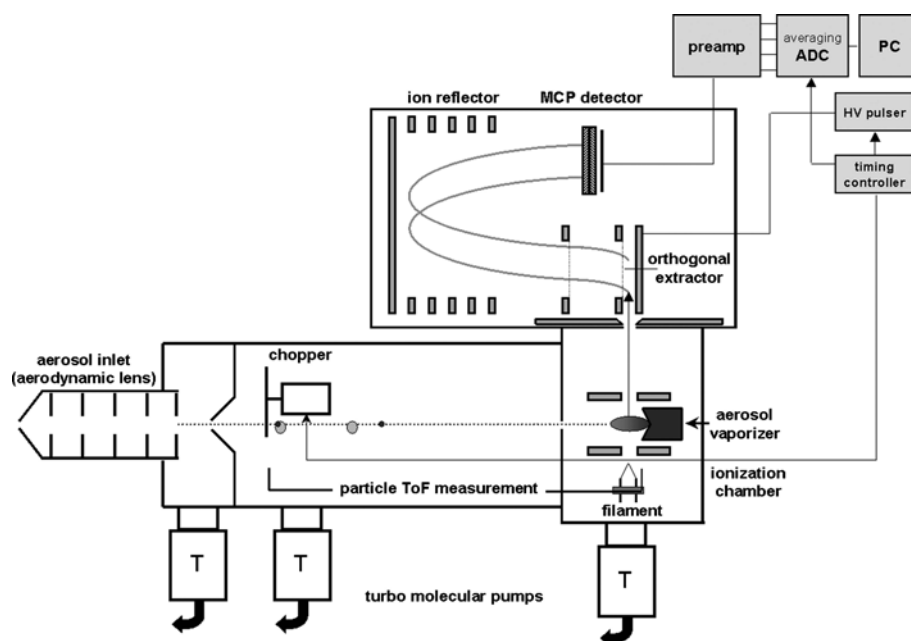 preamp
averaging
ADC
PC
ion reflector
MCP detector
HV pulser
timing
controller
orthogonal
extractor
aerosol inlet
(aerodynamic lens)
chopper
aerosol
vaporizer
ionization
chamber
particle ToF measurement
filament
T
T
T
turbo molecular pumps